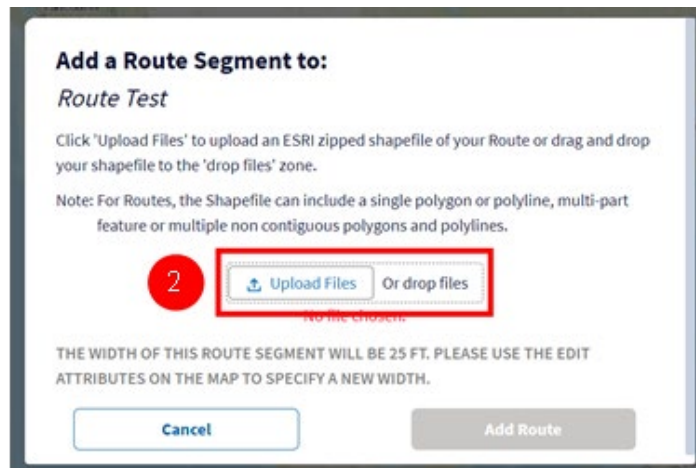 Add a Route Segment to:
Route Test
Click 'Upload Files' to upload an ESRI zipped shapefile of your Route or drag and drop
your shapefile to the 'drop files' zone.
Note: For Routes, the Shapefile can include a single polygon or polyline, multi-part
feature or multiple non contiguous polygons and polylines.
2 Upload Files Or drop files
No file chosen.
THE WIDTH OF THIS ROUTE SEGMENT WILL BE 25 FT. PLEASE USE THE EDIT
ATTRIBUTES ON THE MAP TO SPECIFY A NEW WIDTH.
Cancel Add Route